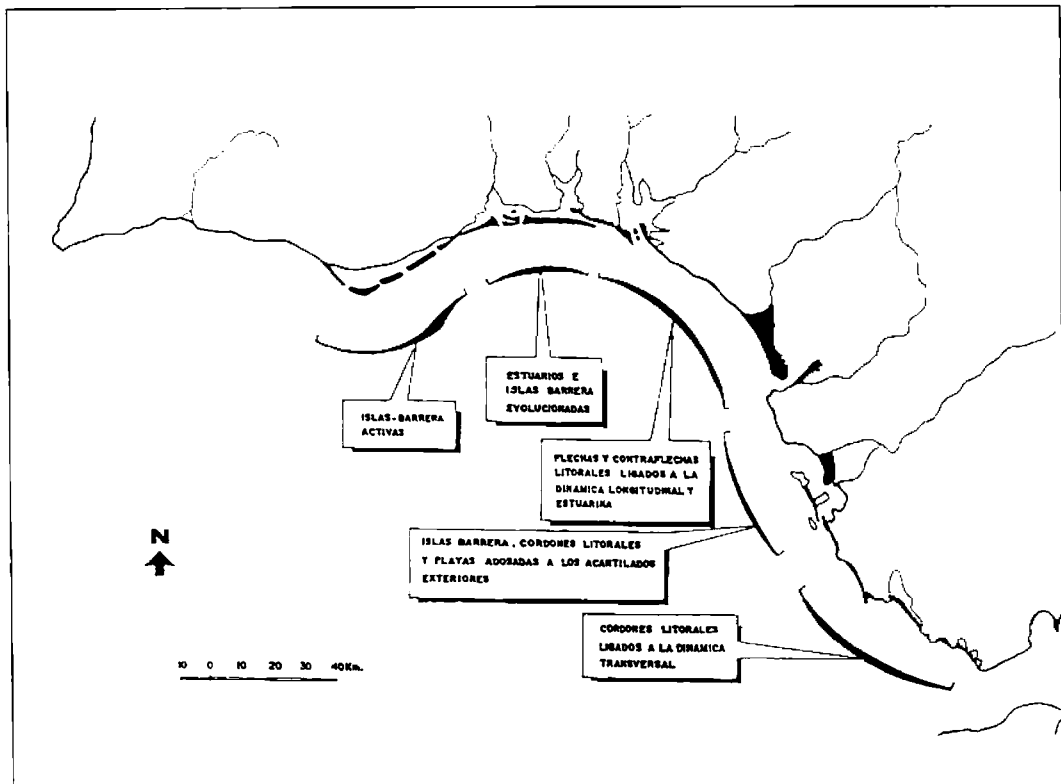 ESTUARIOS E
ISLAS BARRERA
EVOLUCIONADAS
ISLAS-BARRERA
ACTIVAS
FLECHAS Y CONTRAFLECHAS
LITORALES LIGADOS A LA
DINAMICA LONGITUDINAL Y
ESTUARINA
ISLAS BARRERA, CORDONES LITORALES
Y PLAYAS ADOSADAS A LOS ACANTILADOS
EXTERIORES
N
CORDONES LITORALES
LIGADOS A LA DINAMICA
TRANSVERSAL
10 0 10 20 30 40Km.